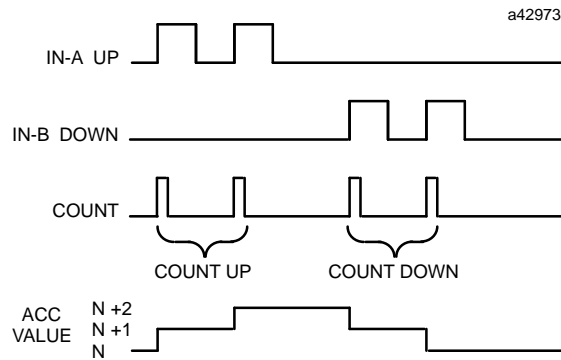 a42973
IN-A UP
IN-B DOWN
COUNT
COUNT UP
COUNT DOWN
ACC
VALUE
N +2
N +1
N